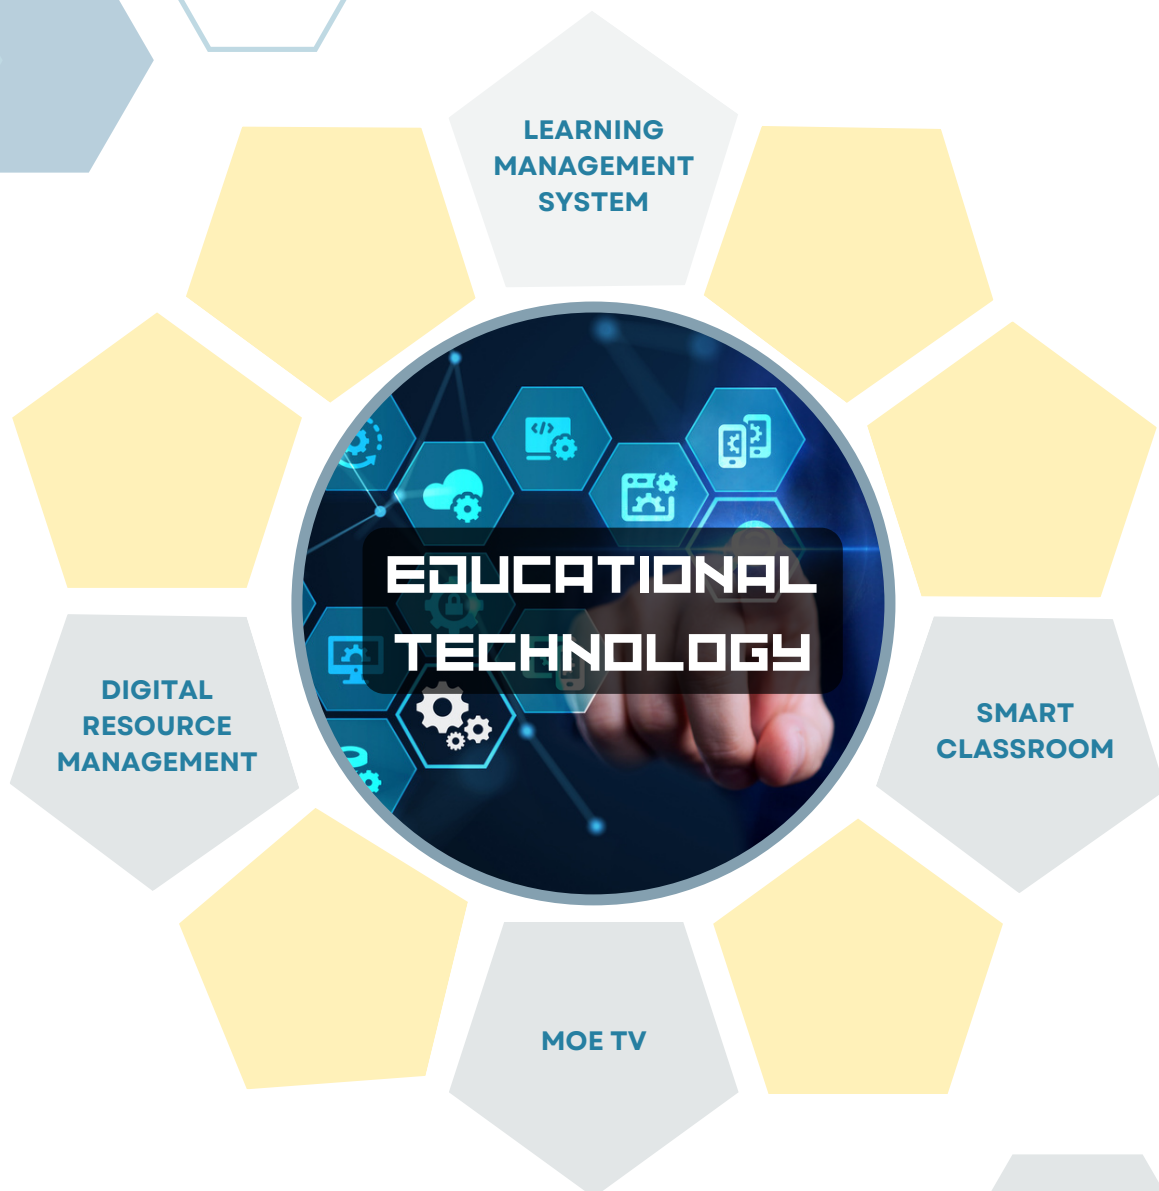 LEARNING
MANAGEMENT
SYSTEM
EDUCATIONAL
TECHNOLOGY
DIGITAL
RESOURCE
MANAGEMENT
SMART
CLASSROOM
MOE TV